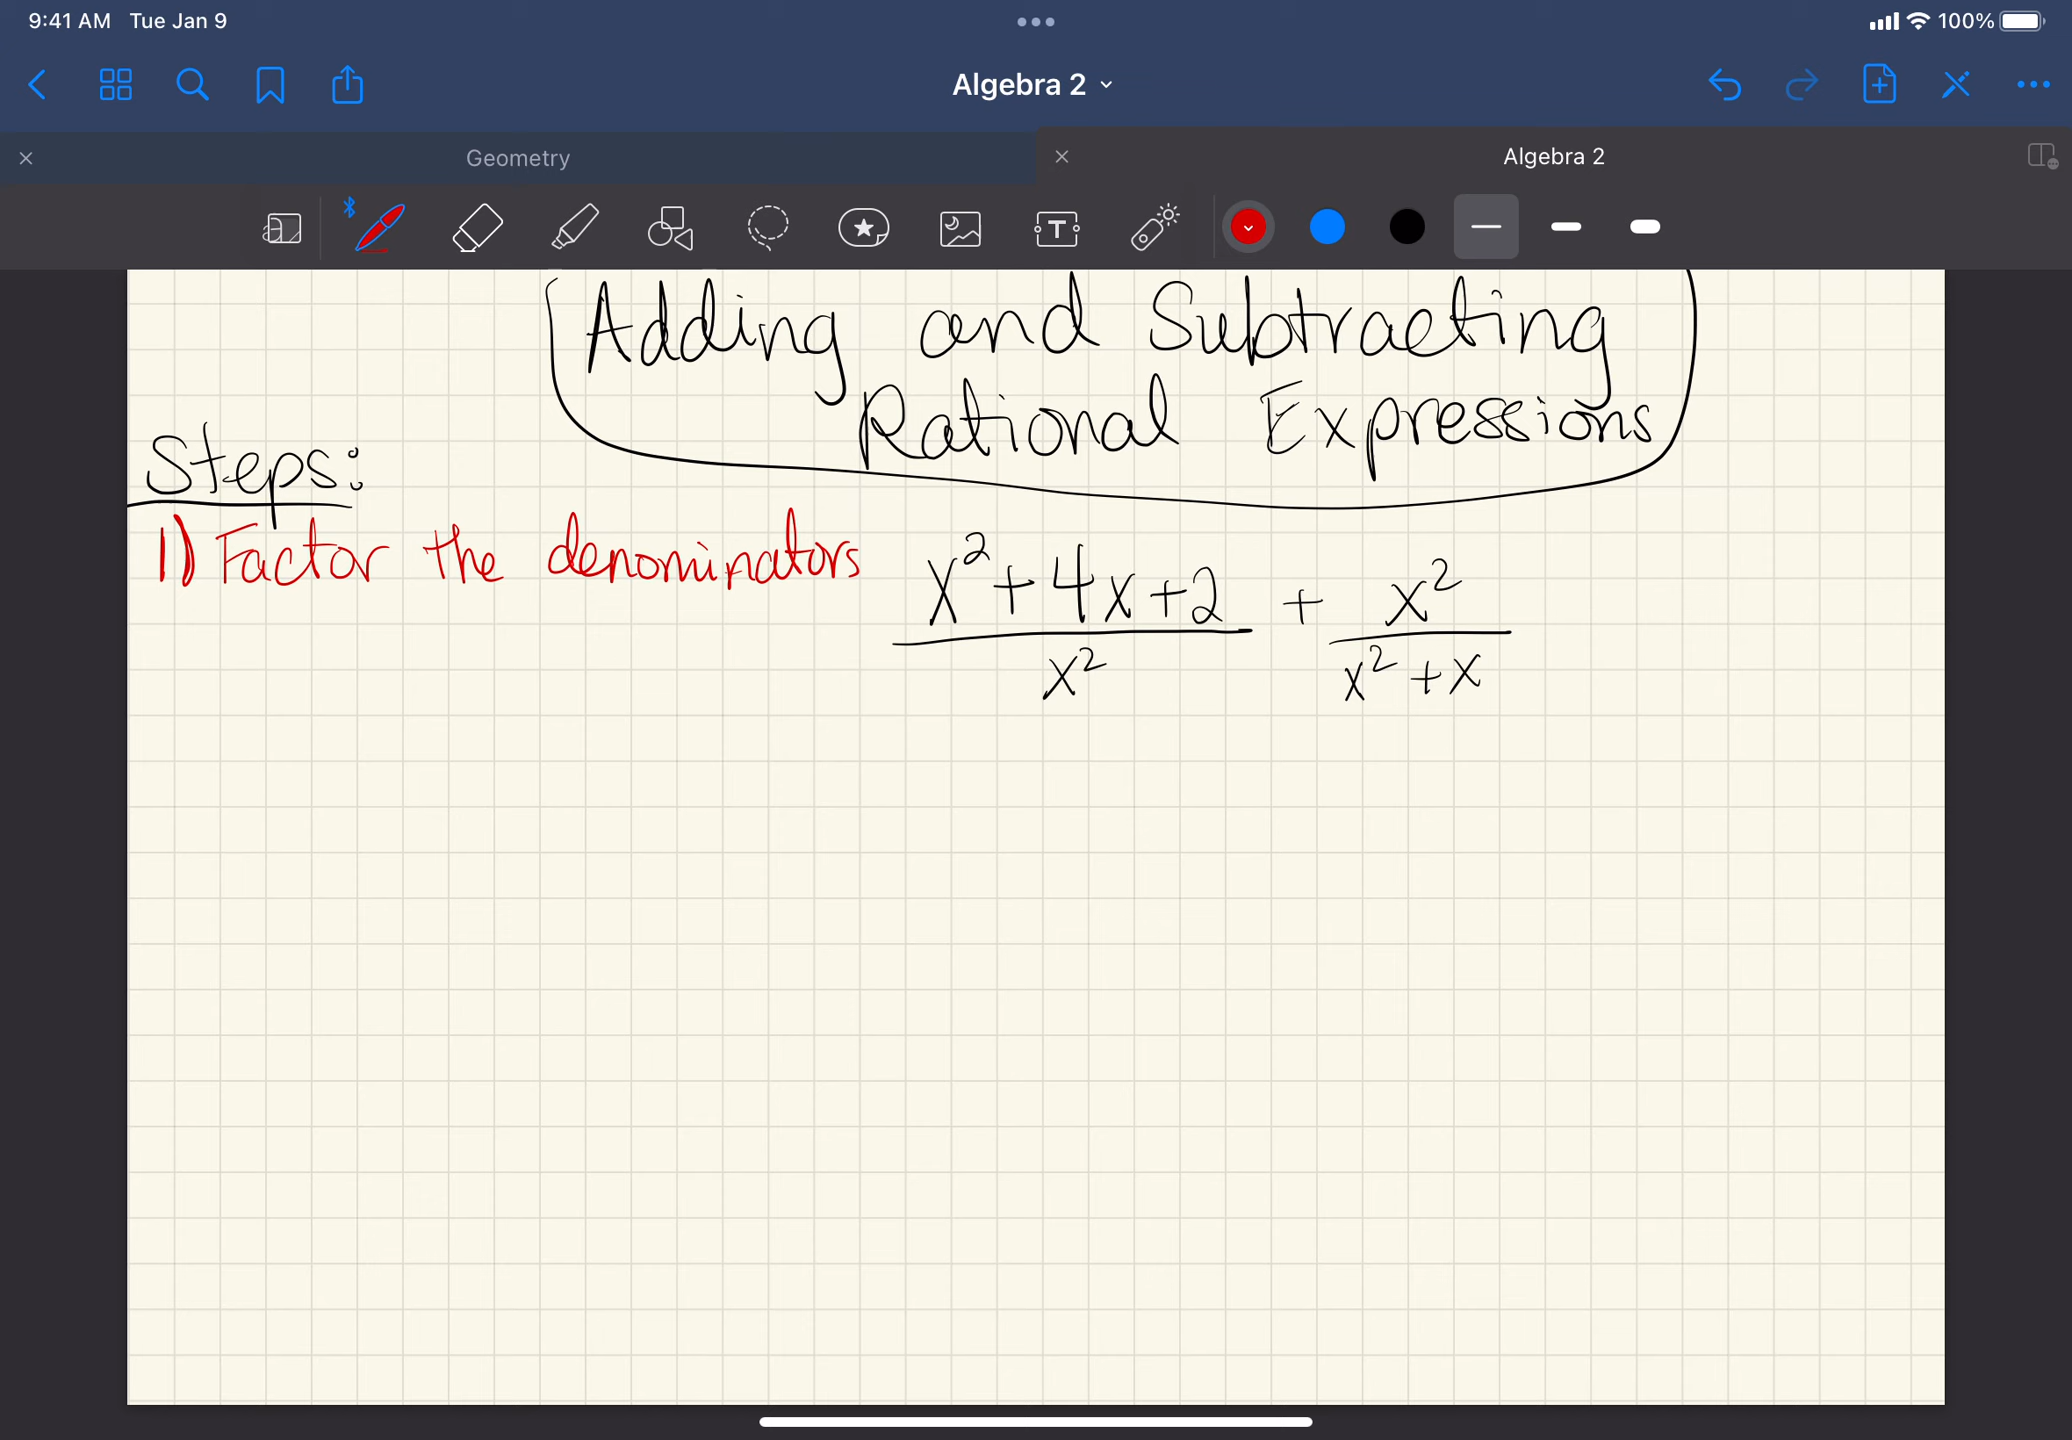 9:41 AM Tue Jan 9
100%
Algebra 2
Geometry
Algebra 2
Adding and Subtracting
Rational Expressions
Steps:
1) Factor the denominators
x² + 4x + 2 + x²
x² x² + x